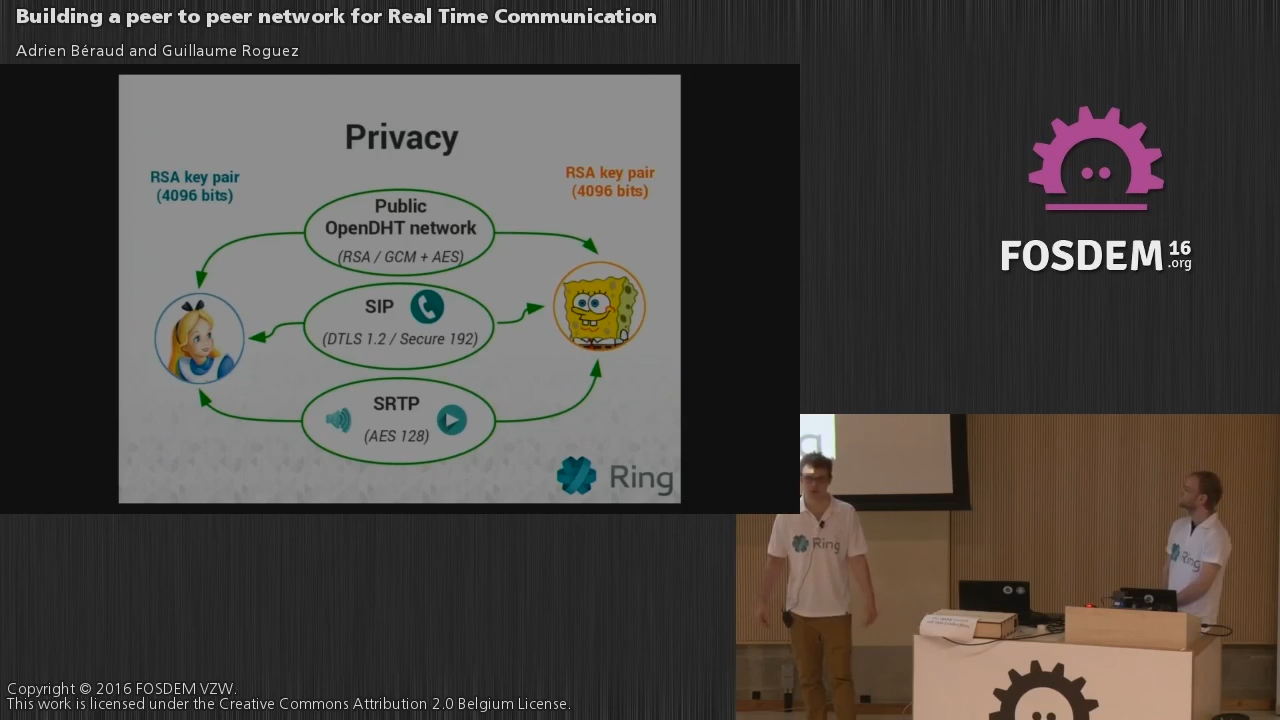 Building a peer to peer network for Real Time Communication
Adrien Béraud and Guillaume Roguez
Privacy
RSA key pair
(4096 bits)
RSA key pair
(4096 bits)
Public
OpenDHT network
(RSA / GCM + AES)
SIP
(DTLS 1.2 / Secure 192)
SRTP
(AES 128)
Ring
FOSDEM 16
.org
Ring
Ring
Copyright © 2016 FOSDEM VZW.
This work is licensed under the Creative Commons Attribution 2.0 Belgium License.